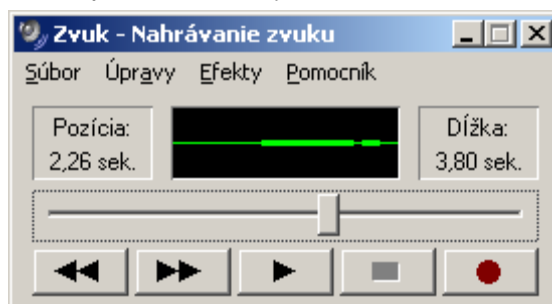 Zvuk - Nahrávanie zvuku
Súbor Úpravy Efekty Pomocník
Pozícia:
2,26 sek.
Dĺžka:
3,80 sek.